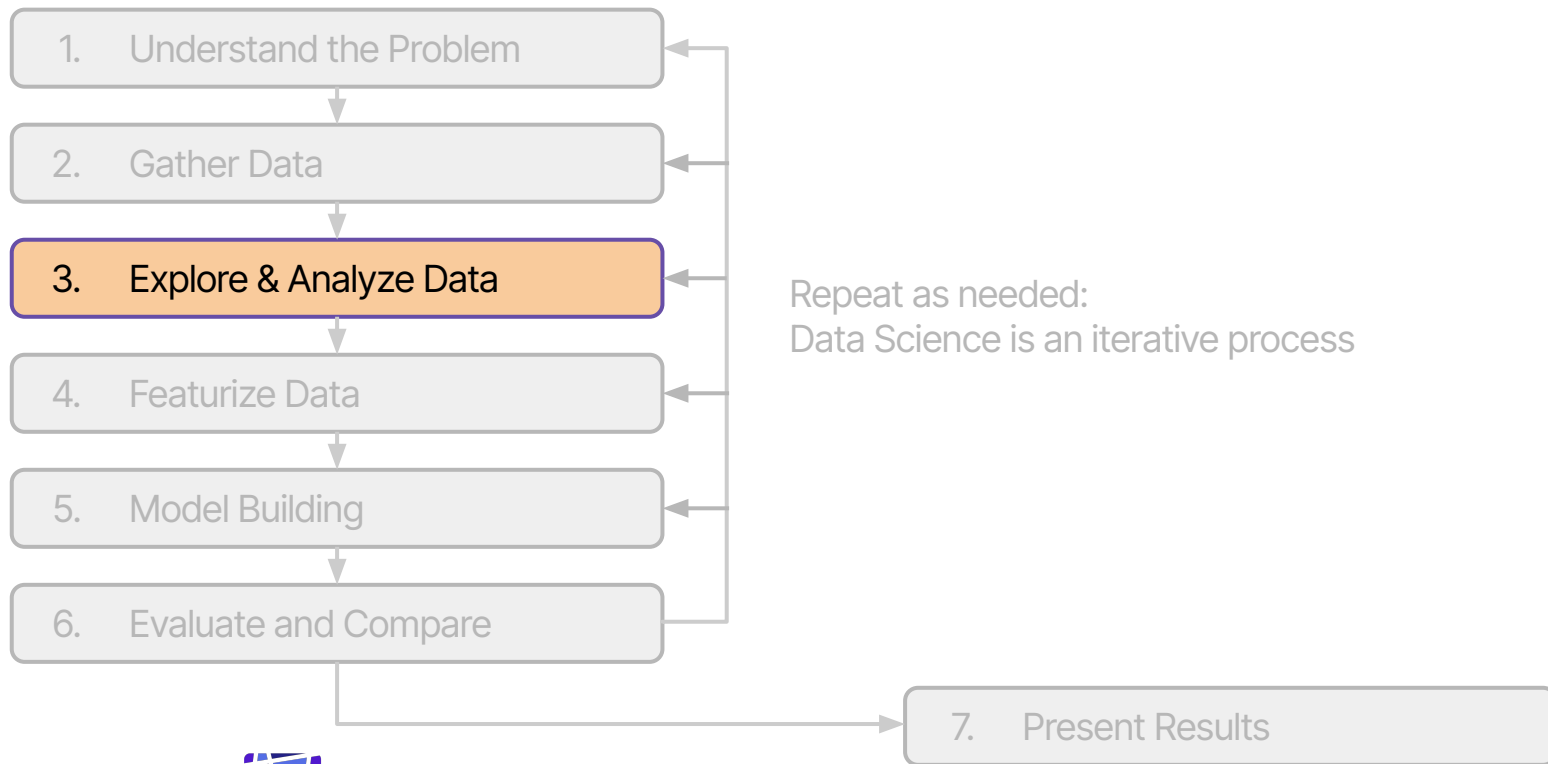 1. Understand the Problem
2. Gather Data
3. Explore & Analyze Data
Repeat as needed:
Data Science is an iterative process
4. Featurize Data
5. Model Building
6. Evaluate and Compare
7. Present Results